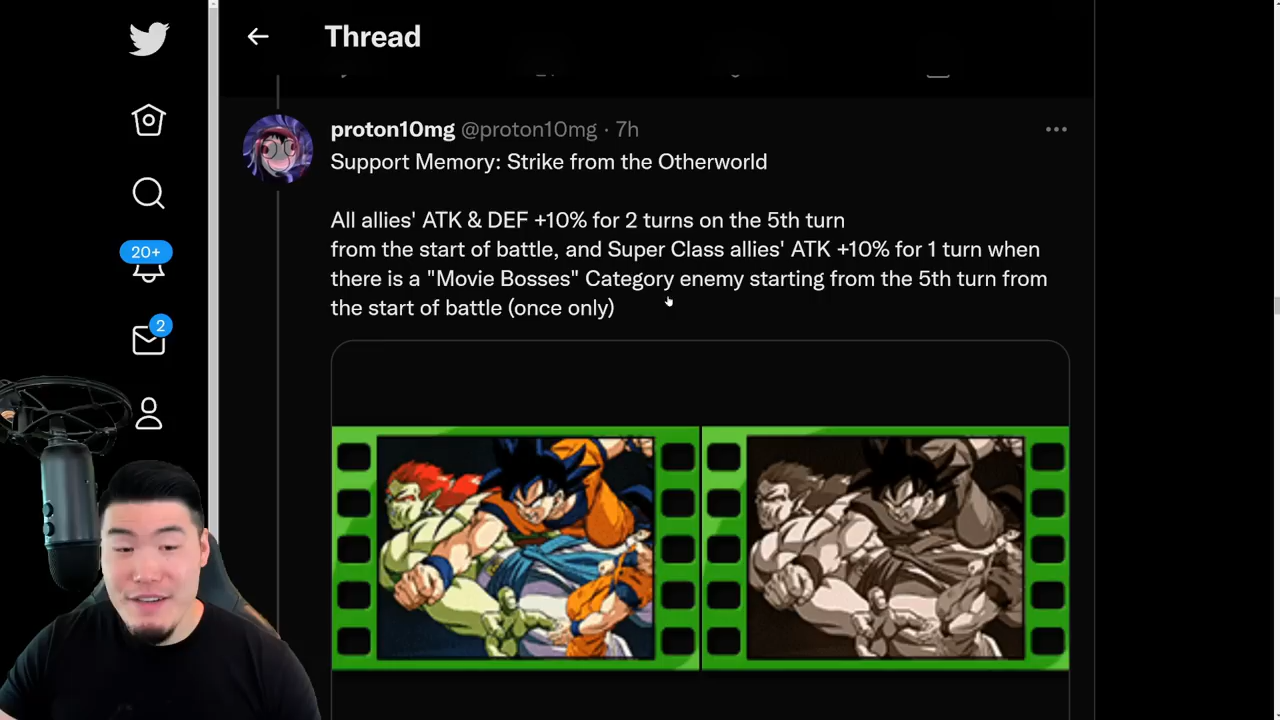 Thread
proton10mg @proton10mg · 7h
Support Memory: Strike from the Otherworld
All allies' ATK & DEF +10% for 2 turns on the 5th turn
from the start of battle, and Super Class allies' ATK +10% for 1 turn when
there is a "Movie Bosses" Category enemy starting from the 5th turn from
the start of battle (once only)
20+
2